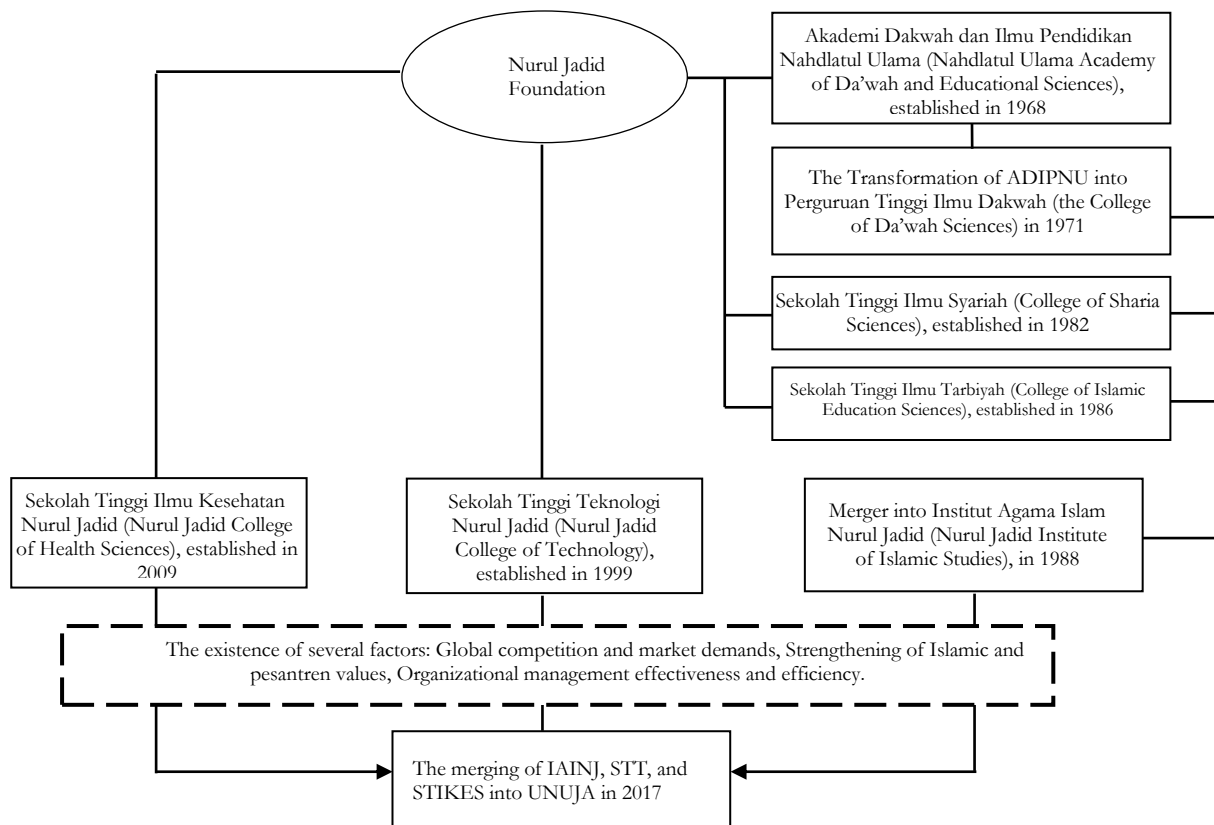 Nurul Jadid
Foundation
Akademi Dakwah dan Ilmu Pendidikan
Nahdlatul Ulama (Nahdlatul Ulama Academy
of Da’wah and Educational Sciences),
established in 1968
The Transformation of ADIPNU into
Perguruan Tinggi Ilmu Dakwah (the College
of Da’wah Sciences) in 1971
Sekolah Tinggi Ilmu Syariah (College of Sharia
Sciences), established in 1982
Sekolah Tinggi Ilmu Tarbiyah (College of Islamic
Education Sciences), established in 1986
Sekolah Tinggi Ilmu Kesehatan
Nurul Jadid (Nurul Jadid College
of Health Sciences), established in
2009
Sekolah Tinggi Teknologi
Nurul Jadid (Nurul Jadid
College of Technology),
established in 1999
Merger into Institut Agama Islam
Nurul Jadid (Nurul Jadid Institute
of Islamic Studies), in 1988
The existence of several factors: Global competition and market demands, Strengthening of Islamic and
pesantren values, Organizational management effectiveness and efficiency.
The merging of IAINJ, STT, and
STIKES into UNUJA in 2017